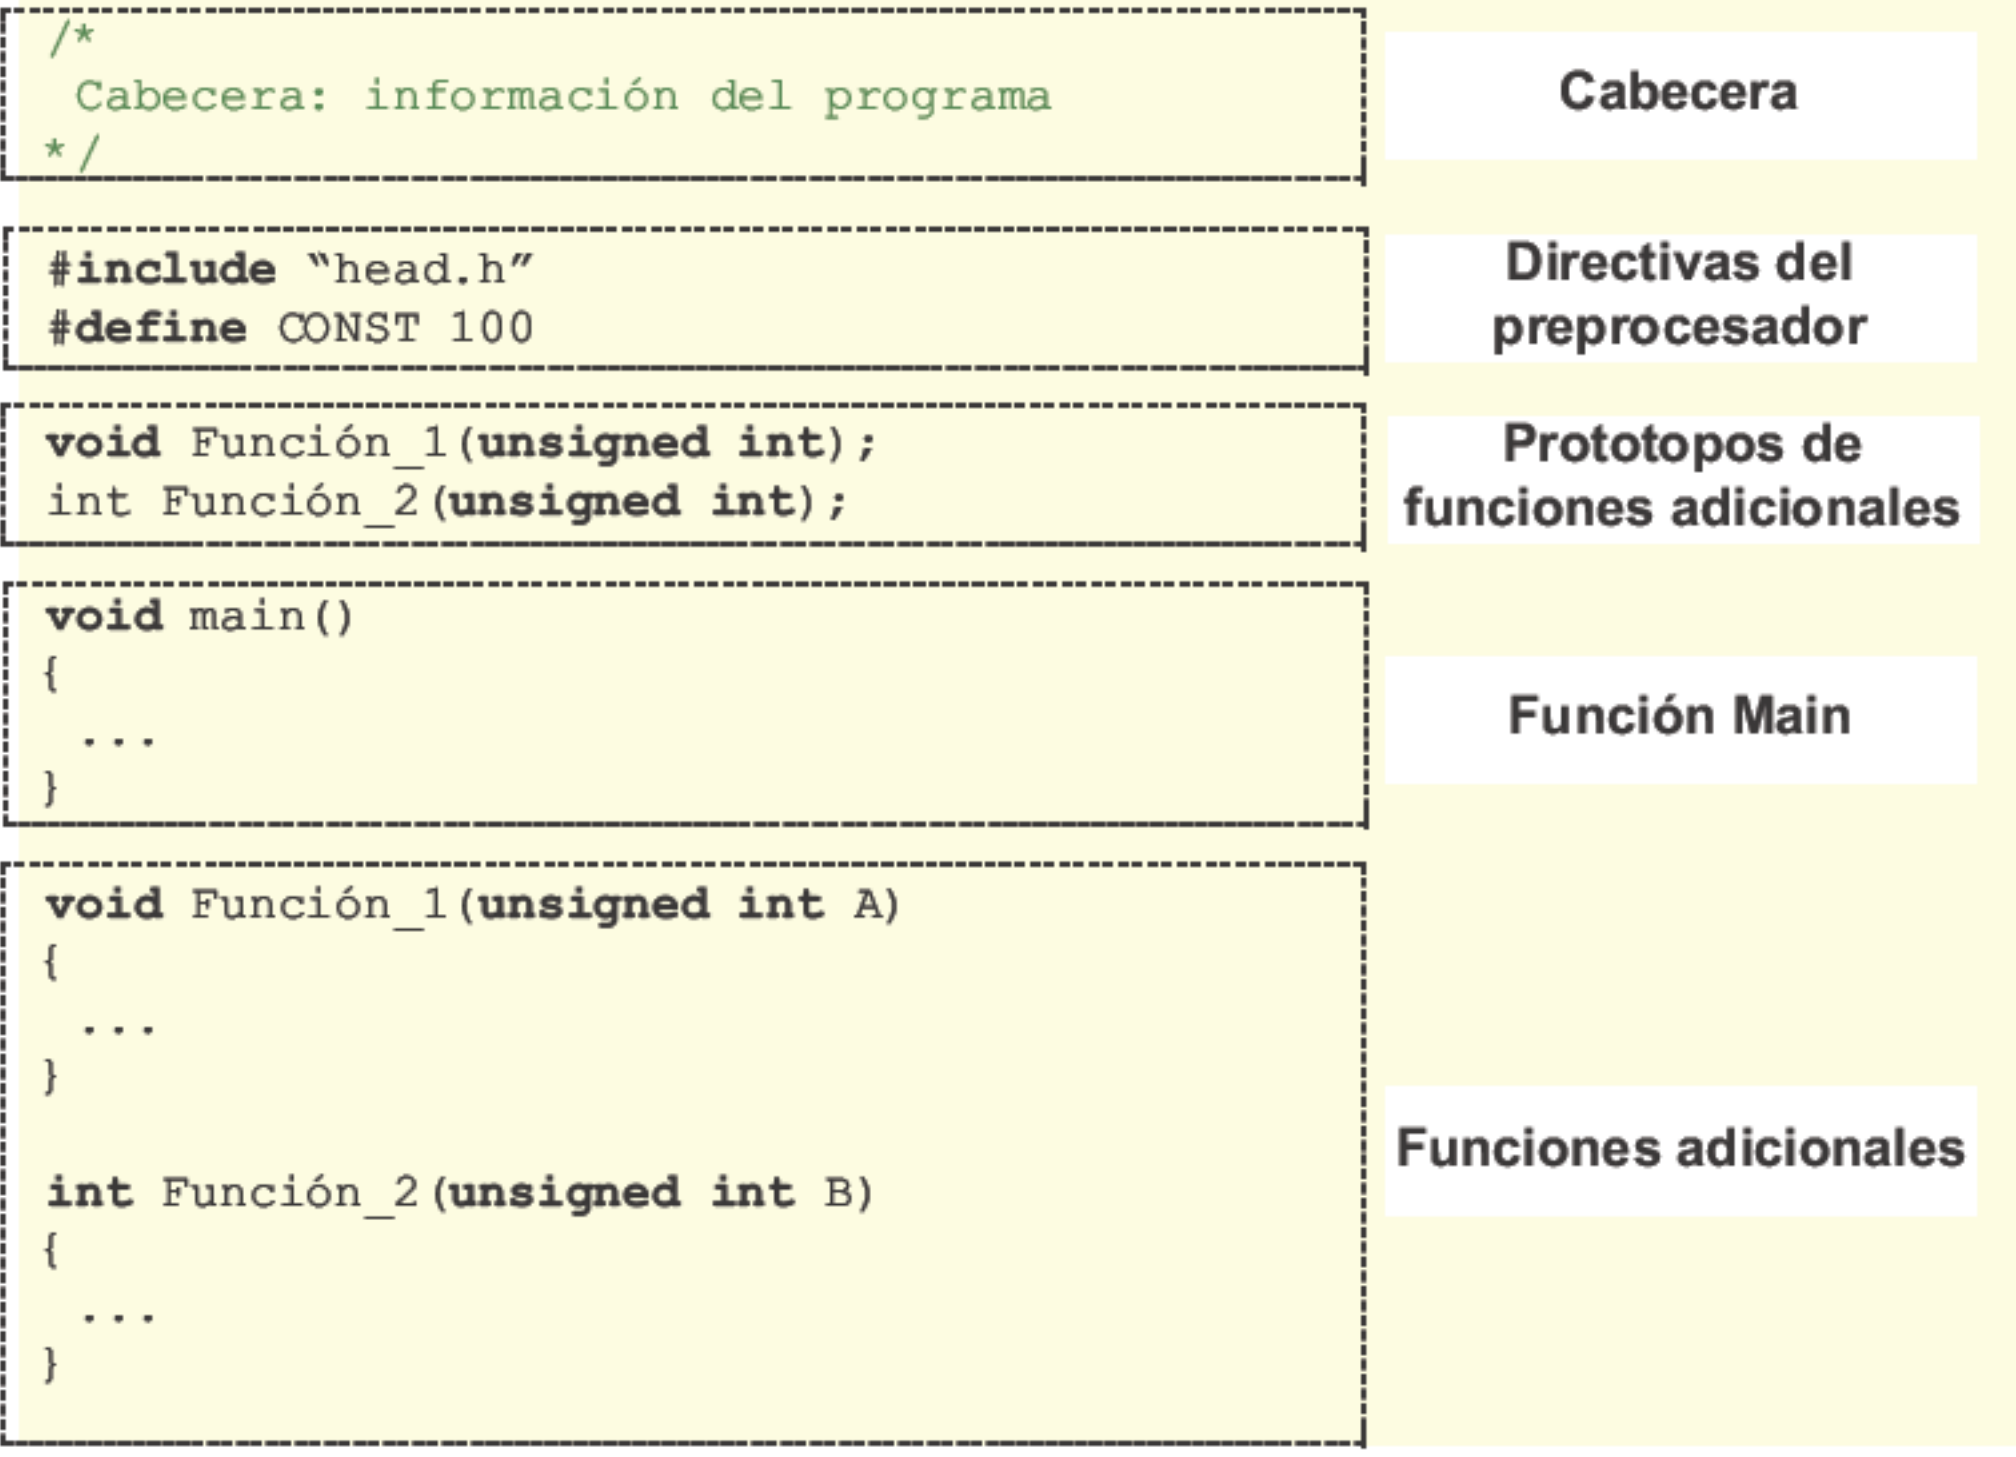 /*
Cabecera: información del programa
*/
Cabecera
#include “head.h”
#define CONST 100
Directivas del
preprocesador
void Función_1(unsigned int);
int Función_2(unsigned int);
Prototopos de
funciones adicionales
void main()
{
...
}
Función Main
void Función_1(unsigned int A)
{
...
}
int Función_2(unsigned int B)
{
...
}
Funciones adicionales